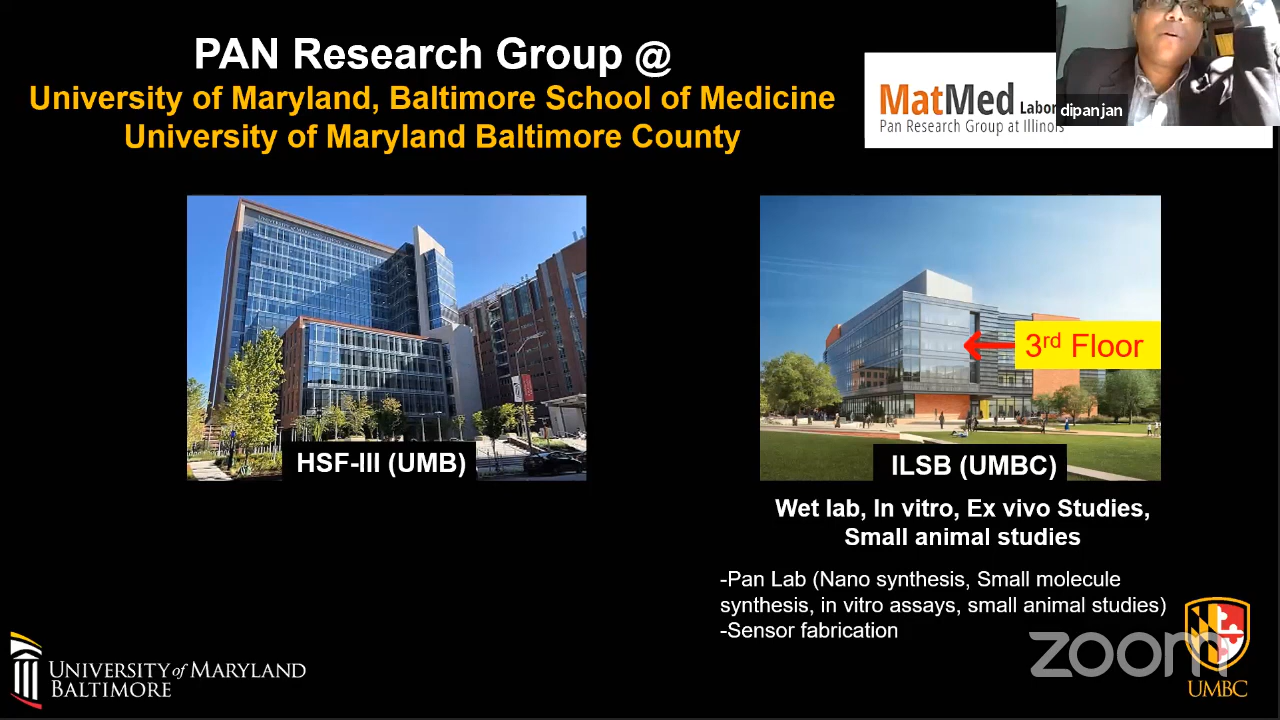 PAN Research Group @
University of Maryland, Baltimore School of Medicine
University of Maryland Baltimore County
MatMed
Pan Research Group at Illinois
dipanjan
3rd Floor
HSF-III (UMB)
ILSB (UMBC)
Wet lab, In vitro, Ex vivo Studies,
Small animal studies
-Pan Lab (Nano synthesis, Small molecule
synthesis, in vitro assays, small animal studies)
-Sensor fabrication
UNIVERSITY of MARYLAND
BALTIMORE
zoom
UMBC